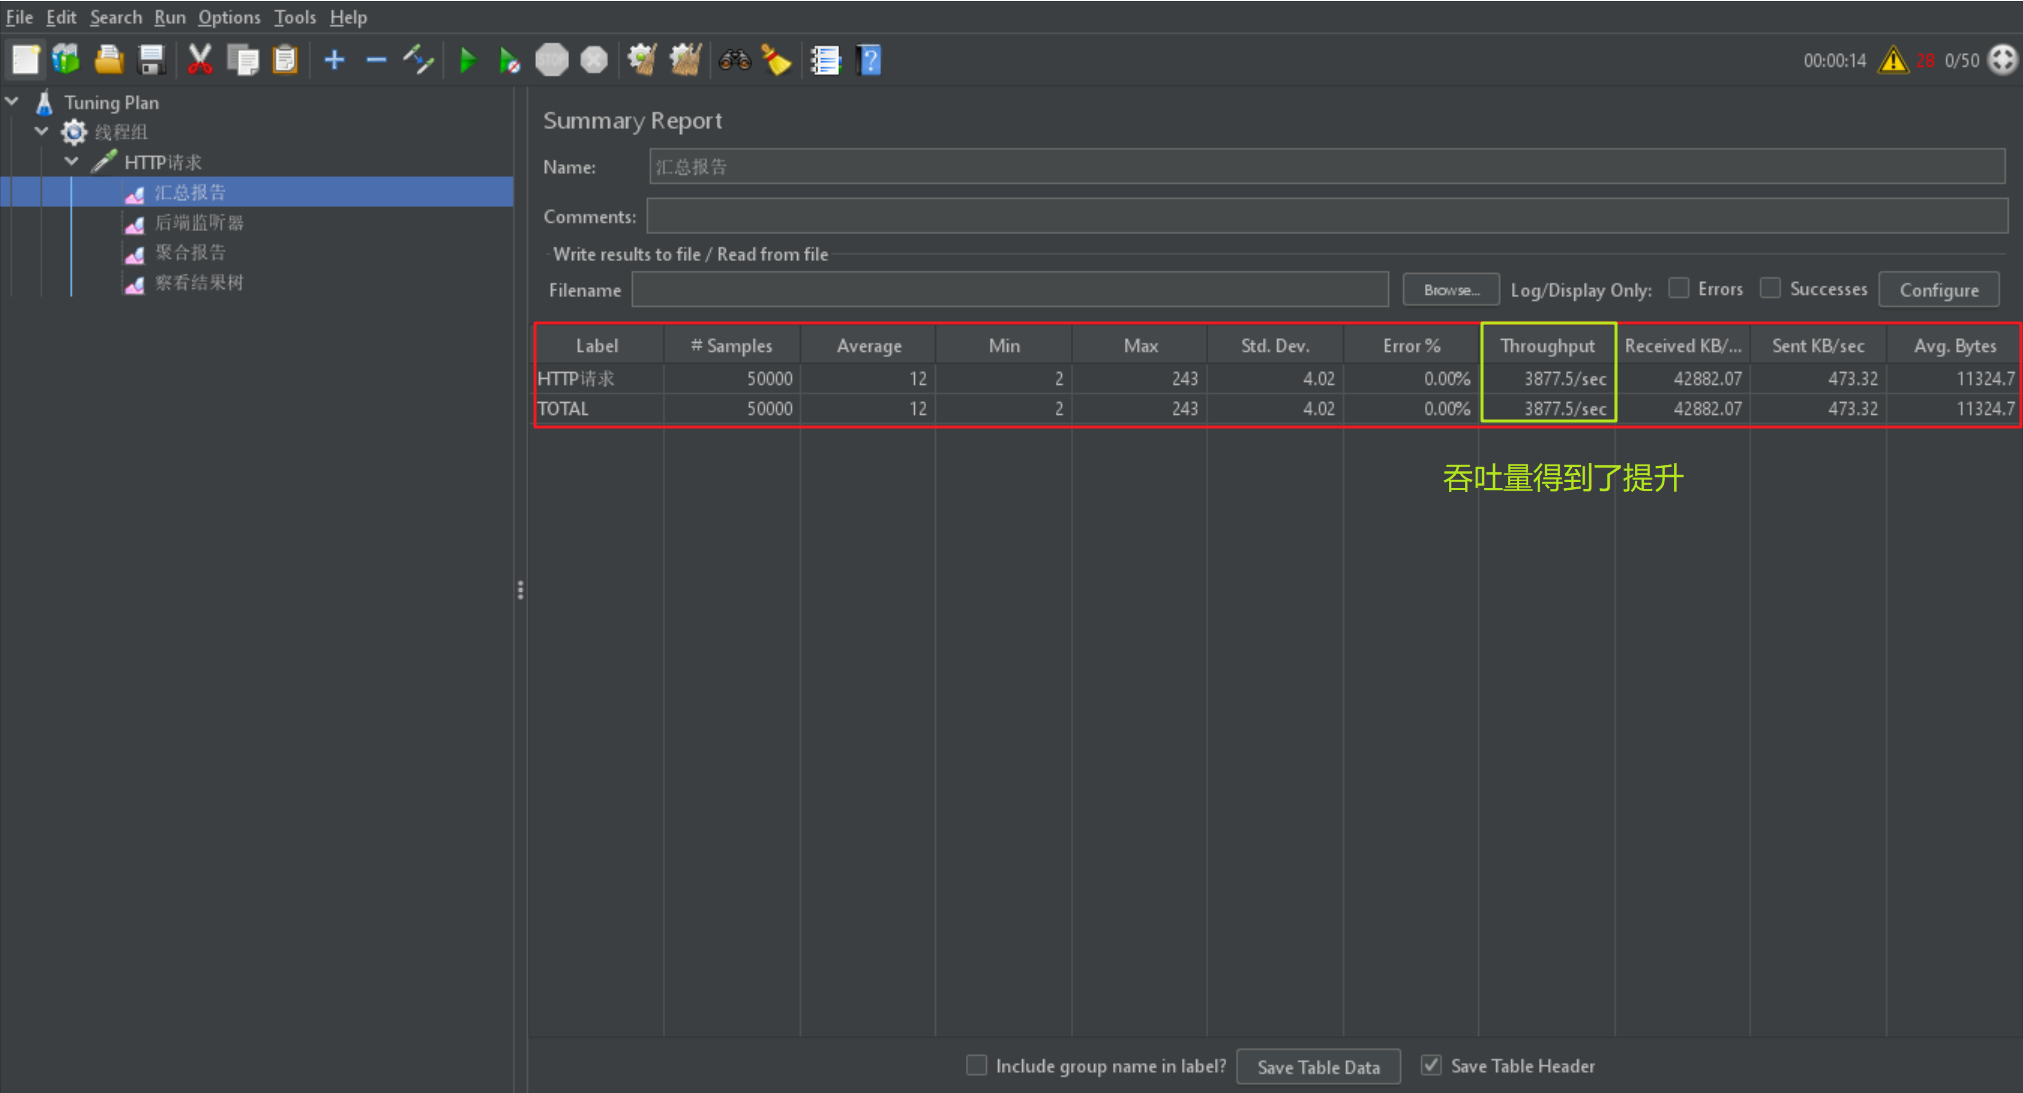 File Edit Search Run Options Tools Help
STOP
00:00:14 28 0/50
Tuning Plan
线程组
HTTP请求
汇总报告
后端监听器
聚合报告
察看结果树
Summary Report
Name: 汇总报告
Comments:
Write results to file / Read from file
Filename Browse... Log/Display Only: Errors Successes Configure
Label # Samples Average Min Max Std. Dev. Error % Throughput Received KB/... Sent KB/sec Avg. Bytes
HTTP请求 50000 12 2 243 4.02 0.00% 3877.5/sec 42882.07 473.32 11324.7
TOTAL 50000 12 2 243 4.02 0.00% 3877.5/sec 42882.07 473.32 11324.7
吞吐量得到了提升
Include group name in label? Save Table Data Save Table Header